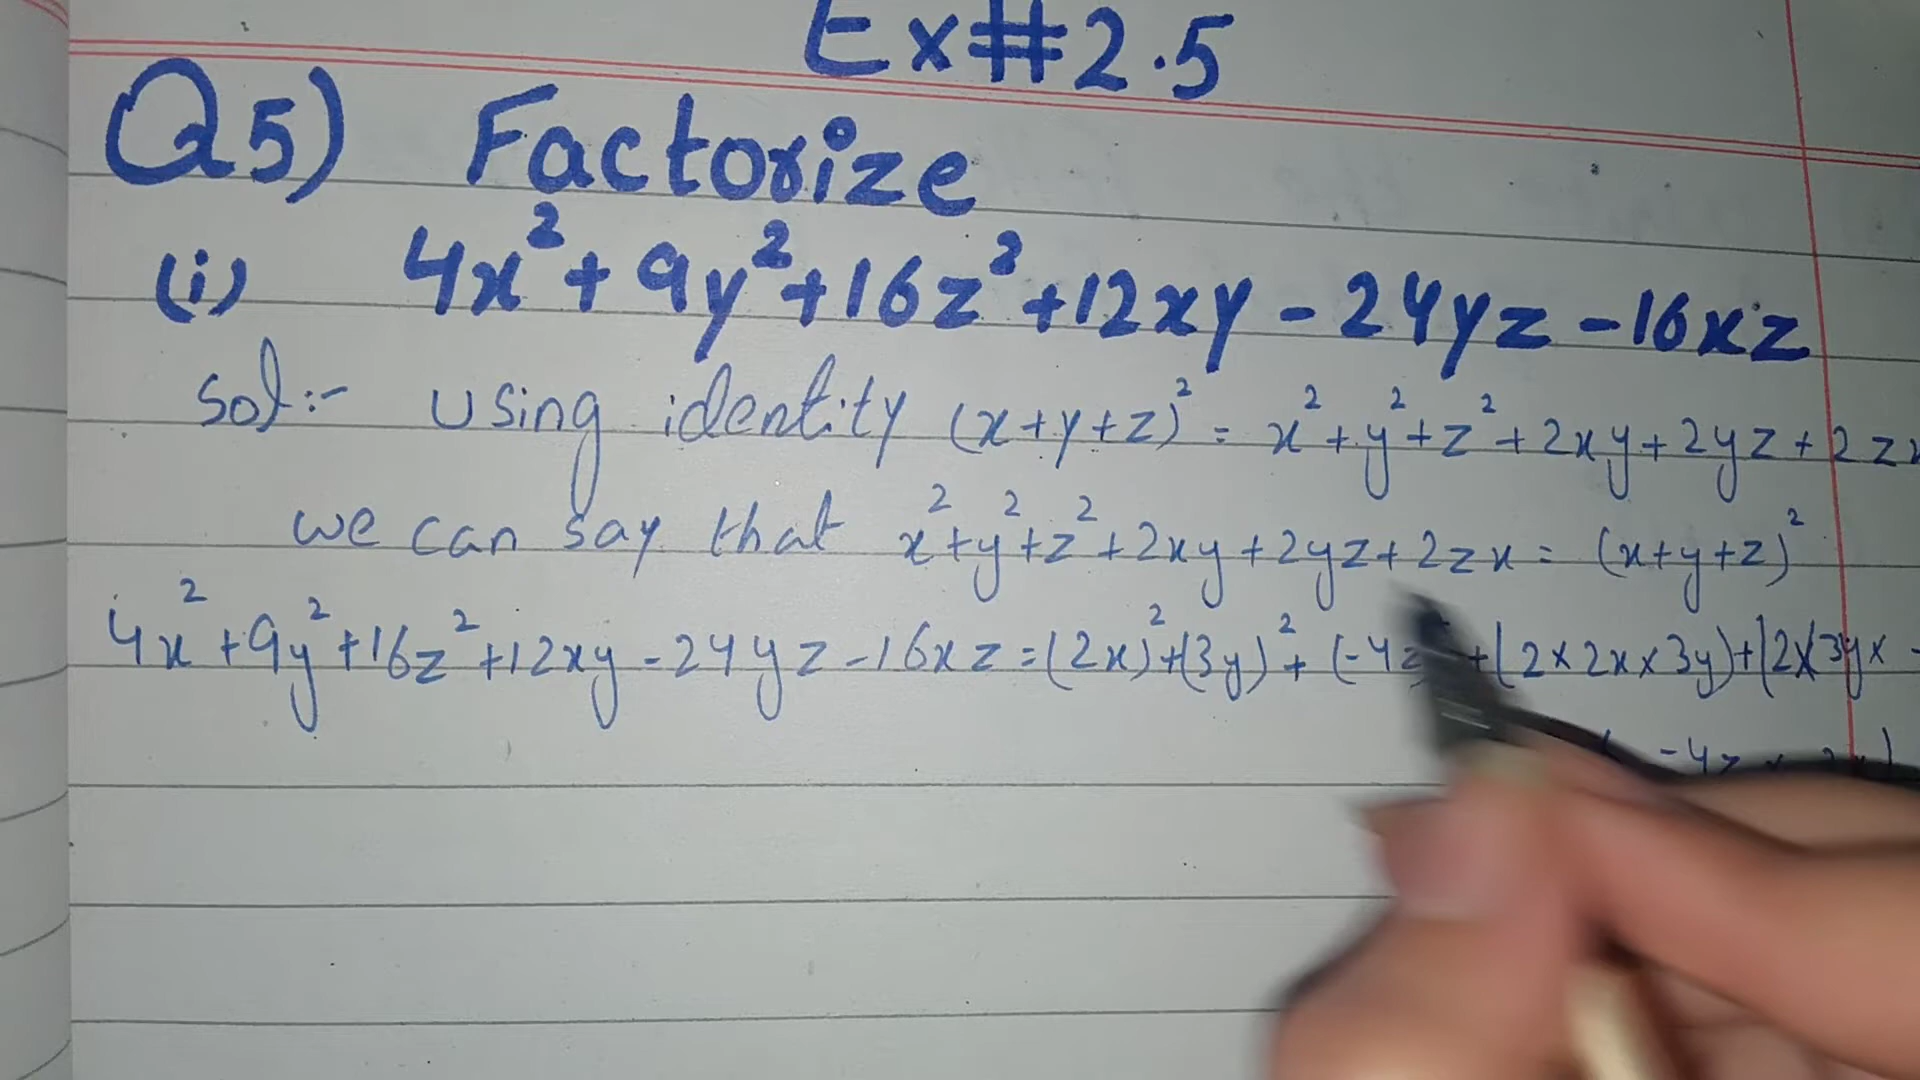 Ex#2.5
Q5) Factorize
(i) 4x²+9y²+16z²+12xy-24yz-16xz
Sol:- Using identity (x+y+z)² = x²+y²+z²+2xy+2yz+2zx
we can say that x²+y²+z²+2xy+2yz+2zx = (x+y+z)²
4x²+9y²+16z²+12xy-24yz-16xz = (2x)²+(3y)²+(-4z)²+(2×2x×3y)+(2×3y×-
-4z×2x)